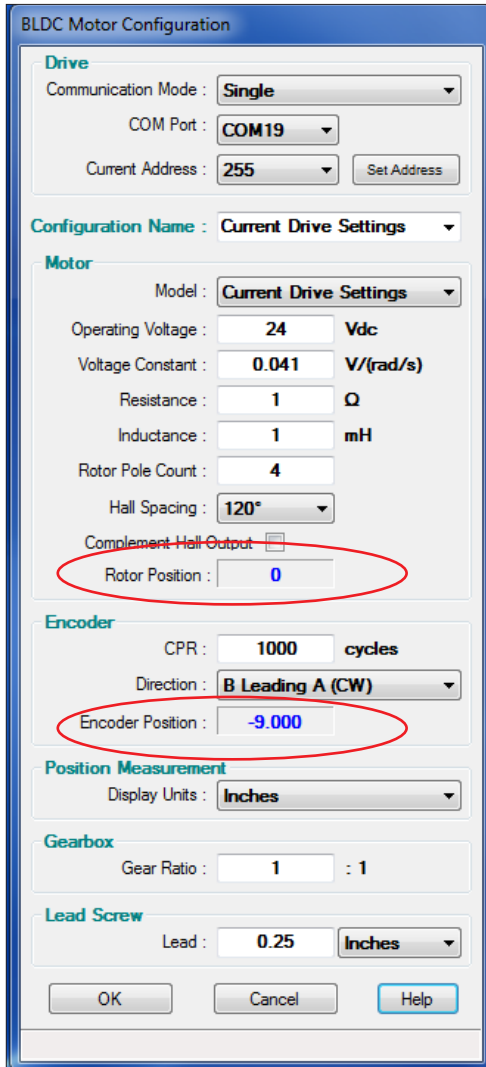 BLDC Motor Configuration
Drive
Communication Mode : Single
COM Port : COM19
Current Address : 255 Set Address
Configuration Name : Current Drive Settings
Motor
Model : Current Drive Settings
Operating Voltage : 24 Vdc
Voltage Constant : 0.041 V/(rad/s)
Resistance : 1 Ω
Inductance : 1 mH
Rotor Pole Count : 4
Hall Spacing : 120°
Complement Hall Output
Rotor Position : 0
Encoder
CPR : 1000 cycles
Direction : B Leading A (CW)
Encoder Position : -9.000
Position Measurement
Display Units : Inches
Gearbox
Gear Ratio : 1 : 1
Lead Screw
Lead : 0.25 Inches
OK Cancel Help